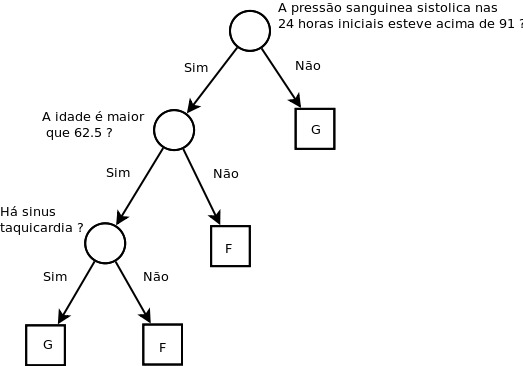 A pressão sanguinea sistolica nas
24 horas iniciais esteve acima de 91 ?
Sim
Não
A idade é maior
que 62.5 ?
G
Sim
Não
Há sinus
taquicardia ?
F
Sim
Não
G
F